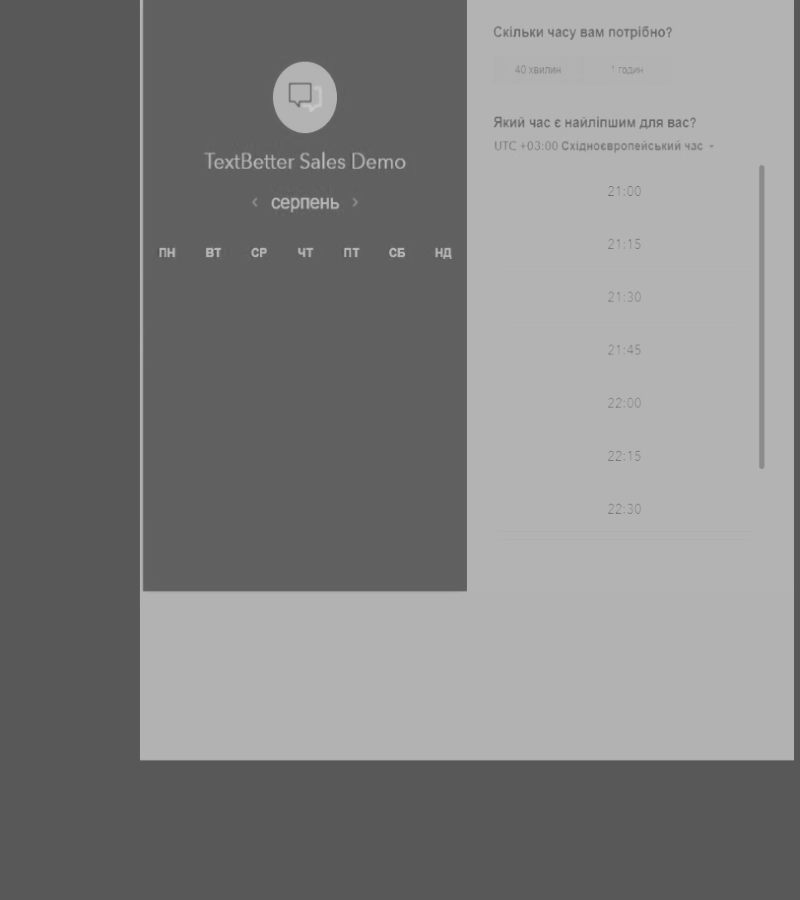 TextBetter Sales Demo
серпень
ПН ВТ СР ЧТ ПТ СБ НД
Скільки часу вам потрібно?
40 хвилин 1 годин
Який час є найліпшим для вас?
UTC +03:00 Східноєвропейський час
21:00
21:15
21:30
21:45
22:00
22:15
22:30